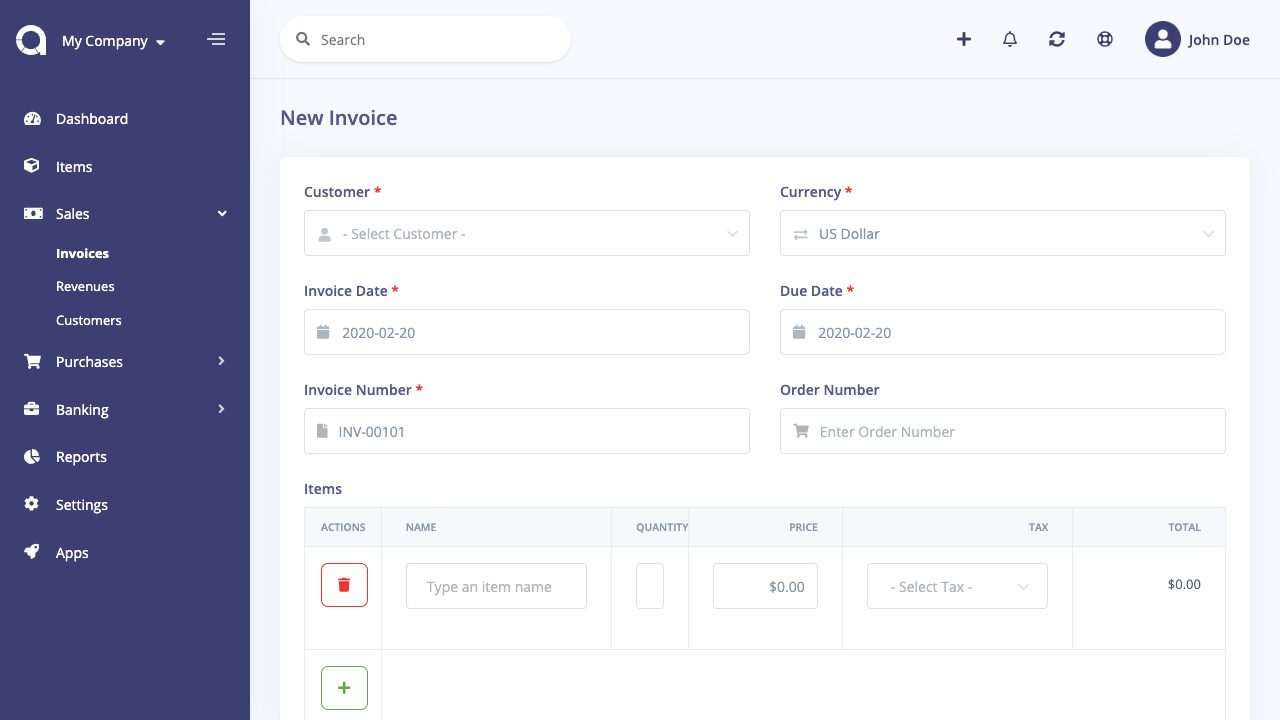 My Company
Search
John Doe
Dashboard
Items
Sales
Invoices
Revenues
Customers
Purchases
Banking
Reports
Settings
Apps
New Invoice
Customer *
Currency *
- Select Customer -
US Dollar
Invoice Date *
Due Date *
2020-02-20
2020-02-20
Invoice Number *
Order Number
INV-00101
Enter Order Number
Items
ACTIONS NAME QUANTITY PRICE TAX TOTAL
Type an item name $0.00 - Select Tax - $0.00